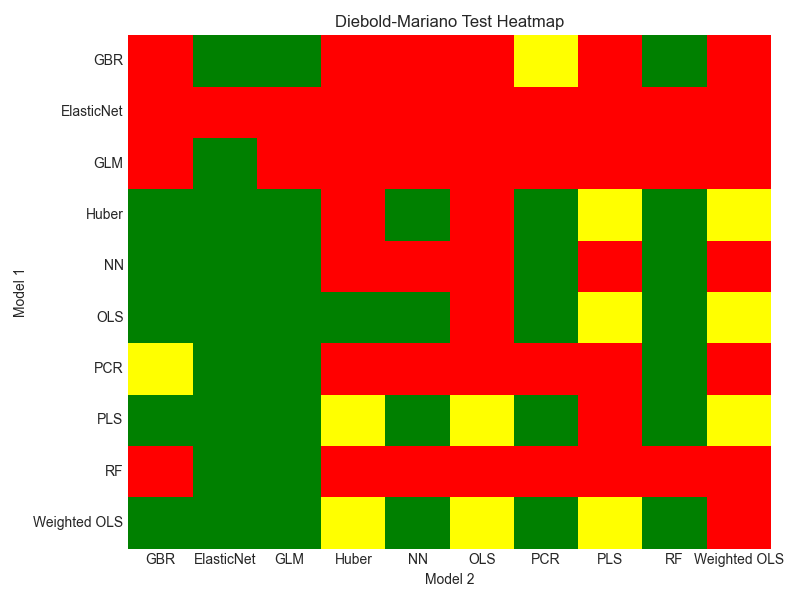 Diebold-Mariano Test Heatmap
GBR
ElasticNet
GLM
Huber
NN
OLS
PCR
PLS
RF
Weighted OLS
Model 1
GBR ElasticNet GLM Huber NN OLS PCR PLS RF Weighted OLS
Model 2